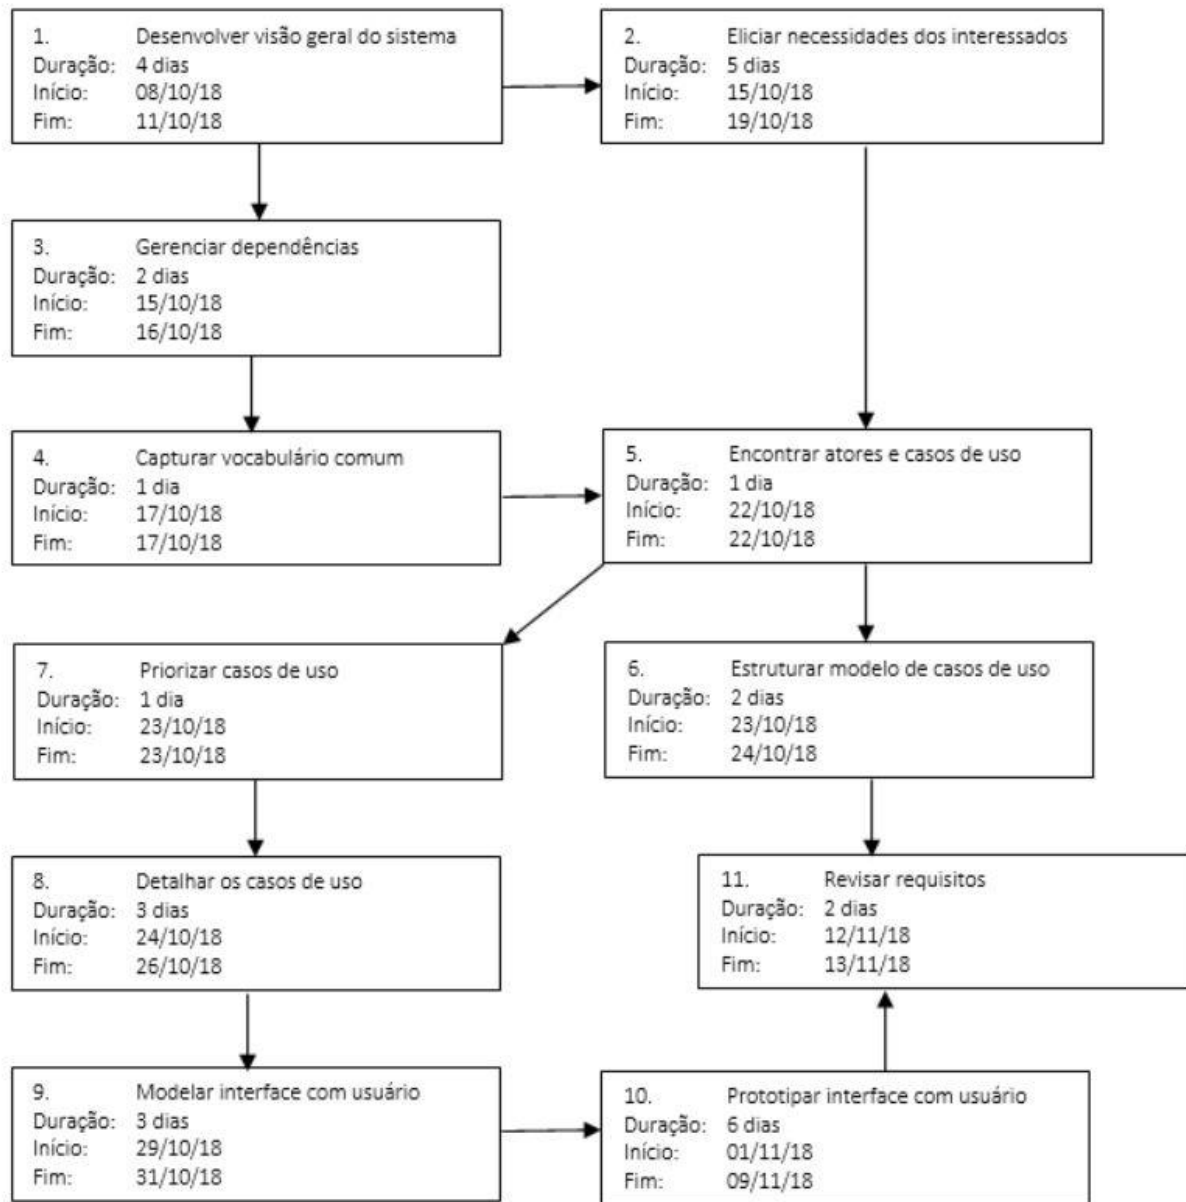 1. Desenvolver visão geral do sistema
Duração: 4 dias
Início: 08/10/18
Fim: 11/10/18
2. Eliciar necessidades dos interessados
Duração: 5 dias
Início: 15/10/18
Fim: 19/10/18
3. Gerenciar dependências
Duração: 2 dias
Início: 15/10/18
Fim: 16/10/18
4. Capturar vocabulário comum
Duração: 1 dia
Início: 17/10/18
Fim: 17/10/18
5. Encontrar atores e casos de uso
Duração: 1 dia
Início: 22/10/18
Fim: 22/10/18
7. Priorizar casos de uso
Duração: 1 dia
Início: 23/10/18
Fim: 23/10/18
6. Estruturar modelo de casos de uso
Duração: 2 dias
Início: 23/10/18
Fim: 24/10/18
8. Detalhar os casos de uso
Duração: 3 dias
Início: 24/10/18
Fim: 26/10/18
11. Revisar requisitos
Duração: 2 dias
Início: 12/11/18
Fim: 13/11/18
9. Modelar interface com usuário
Duração: 3 dias
Início: 29/10/18
Fim: 31/10/18
10. Prototipar interface com usuário
Duração: 6 dias
Início: 01/11/18
Fim: 09/11/18